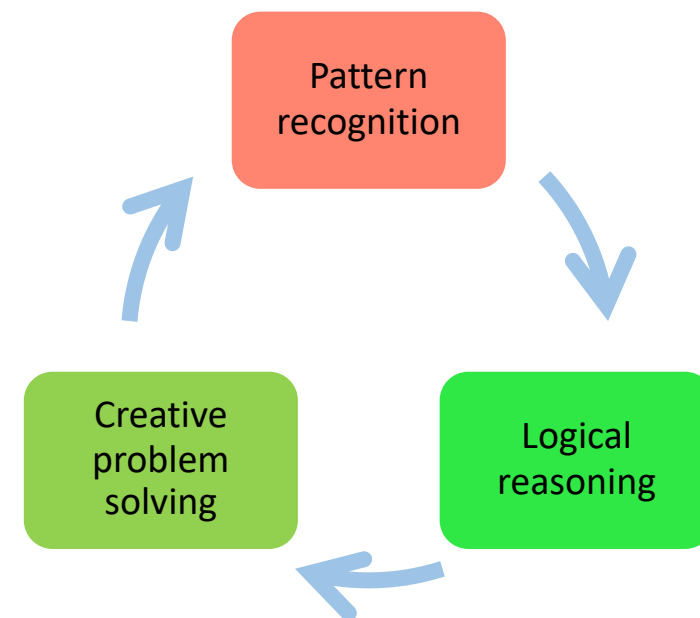 Pattern
recognition
Logical
reasoning
Creative
problem
solving